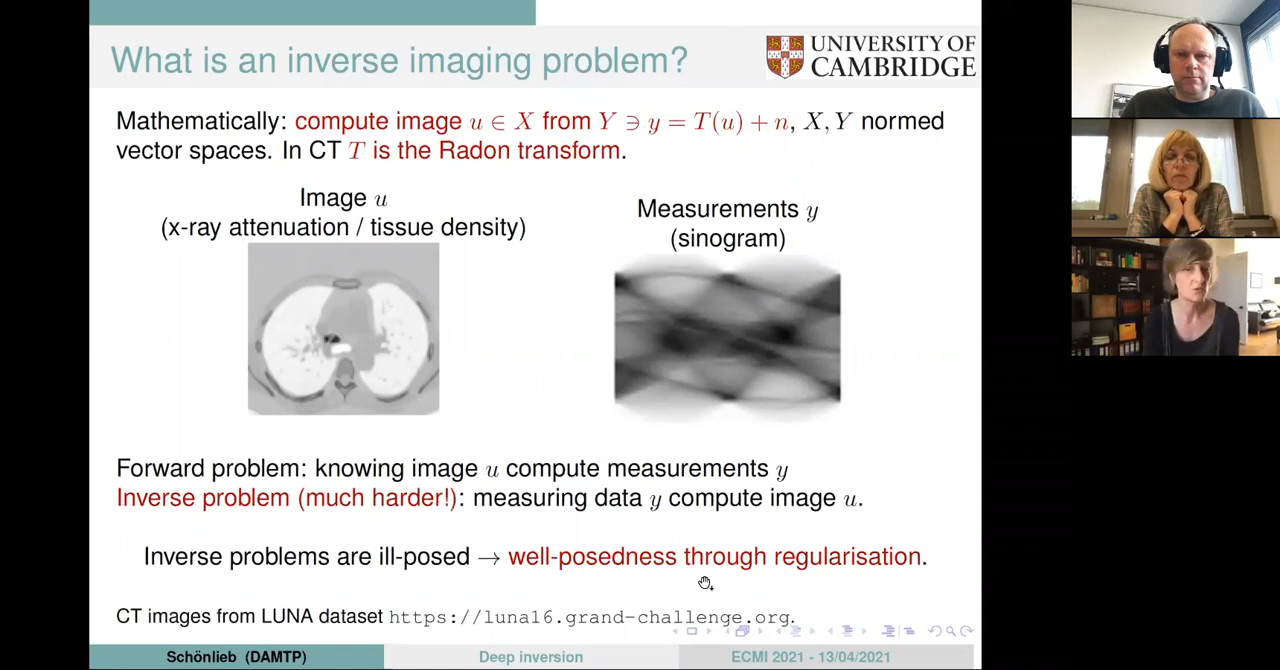 What is an inverse imaging problem?
UNIVERSITY OF
CAMBRIDGE
Mathematically: compute image u ∈ X from Y ∋ y = T(u) + n, X, Y normed
vector spaces. In CT T is the Radon transform.
Image u
(x-ray attenuation / tissue density)
Measurements y
(sinogram)
Forward problem: knowing image u compute measurements y
Inverse problem (much harder!): measuring data y compute image u.
Inverse problems are ill-posed → well-posedness through regularisation.
CT images from LUNA dataset https://luna16.grand-challenge.org.
Schönlieb (DAMTP)
Deep inversion
ECMI 2021 - 13/04/2021